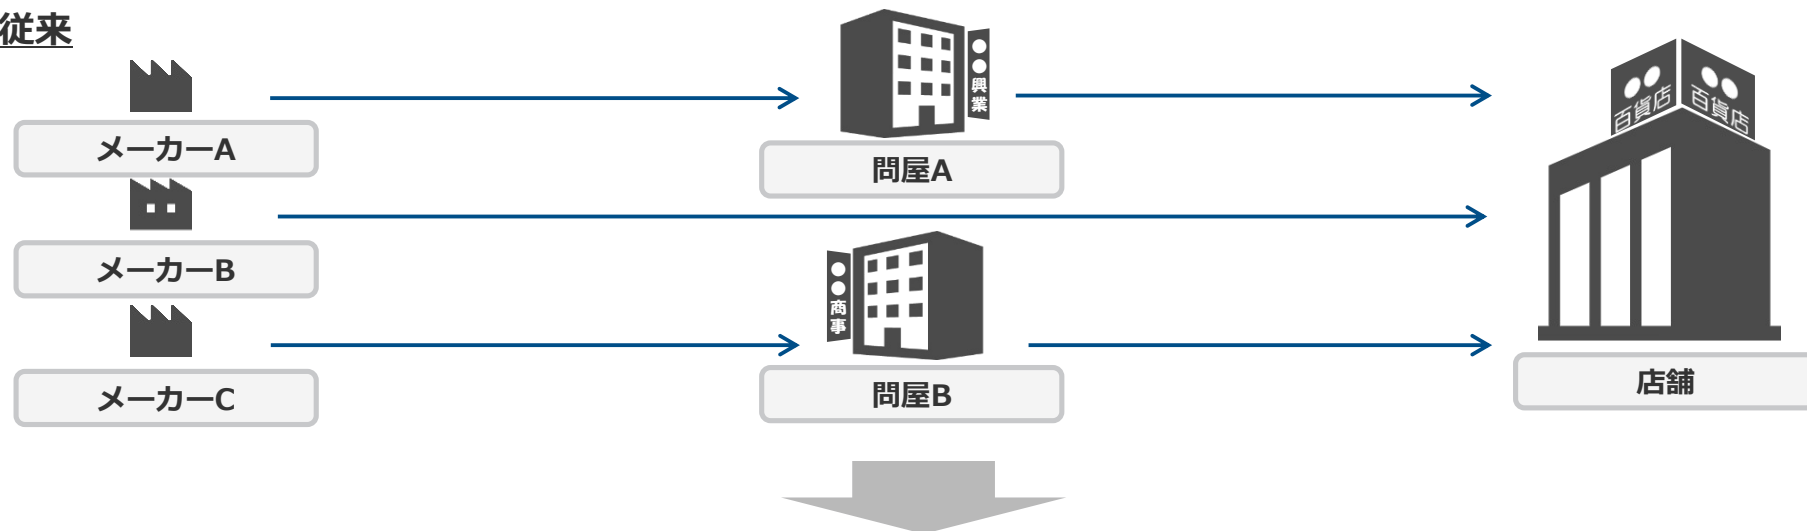 従来
●●興業
百貨店
百貨店
メーカーA
問屋A
メーカーB
●●商事
メーカーC
問屋B
店舗